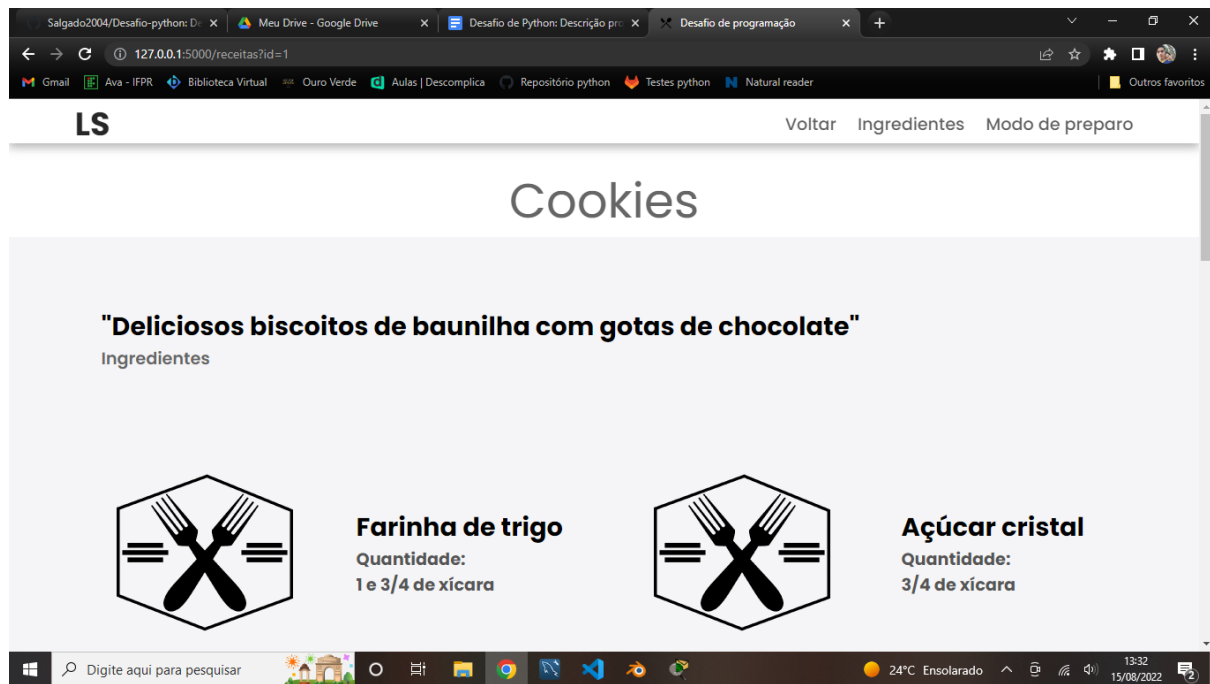 Salgado2004/Desafio-python: De
Meu Drive - Google Drive
Desafio de Python: Descrição pro
Desafio de programação
127.0.0.1:5000/receitas?id=1
Gmail
Ava - IFPR
Biblioteca Virtual
Ouro Verde
Aulas | Descomplica
Repositório python
Testes python
Natural reader
Outros favoritos
LS
Voltar Ingredientes Modo de preparo
Cookies
"Deliciosos biscoitos de baunilha com gotas de chocolate"
Ingredientes
Farinha de trigo
Quantidade:
1 e 3/4 de xícara
Açúcar cristal
Quantidade:
3/4 de xícara
Digite aqui para pesquisar
24°C Ensolarado
13:32
15/08/2022
2